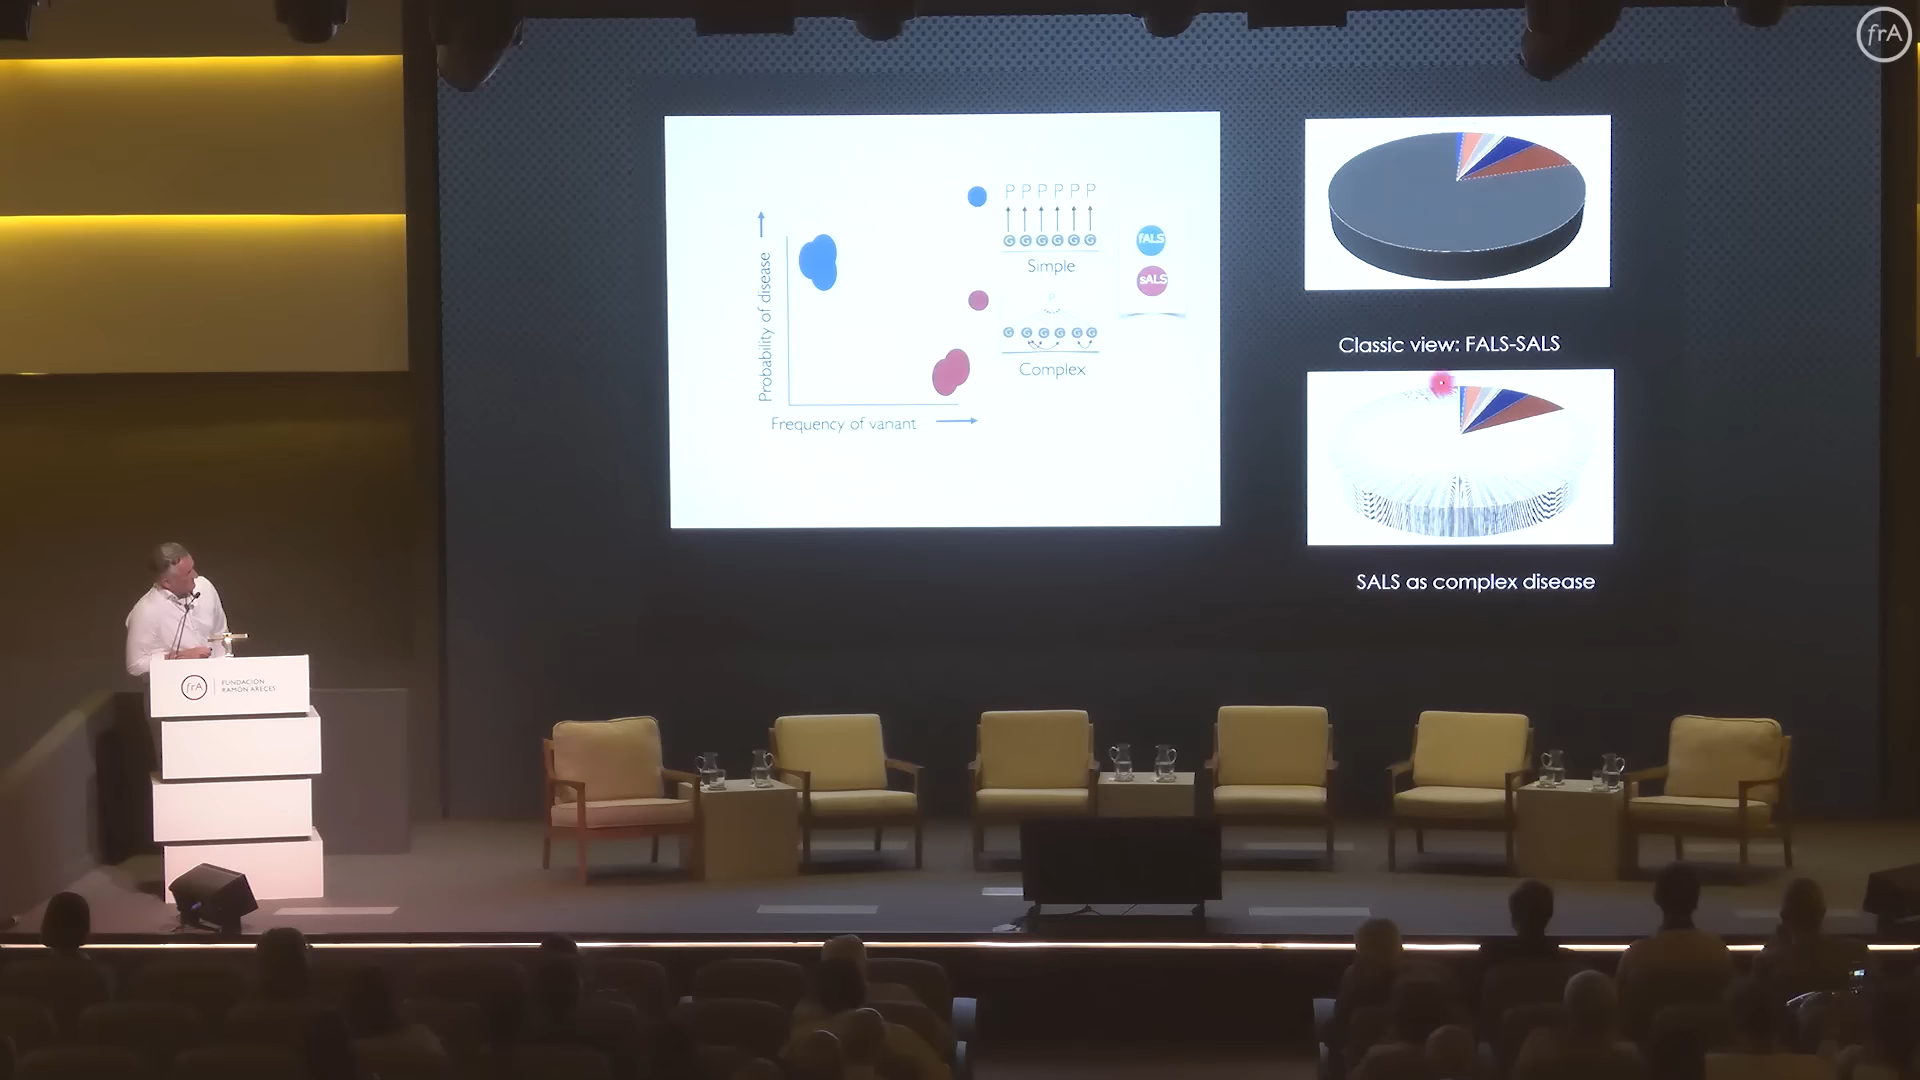 frA
P P P P P P
G G G G G G
Simple
fALS
sALS
P
G G G G G G
Complex
Probability of disease
Frequency of variant
Classic view: FALS-SALS
SALS as complex disease
frA
FUNDACIÓN
RAMÓN ARECES